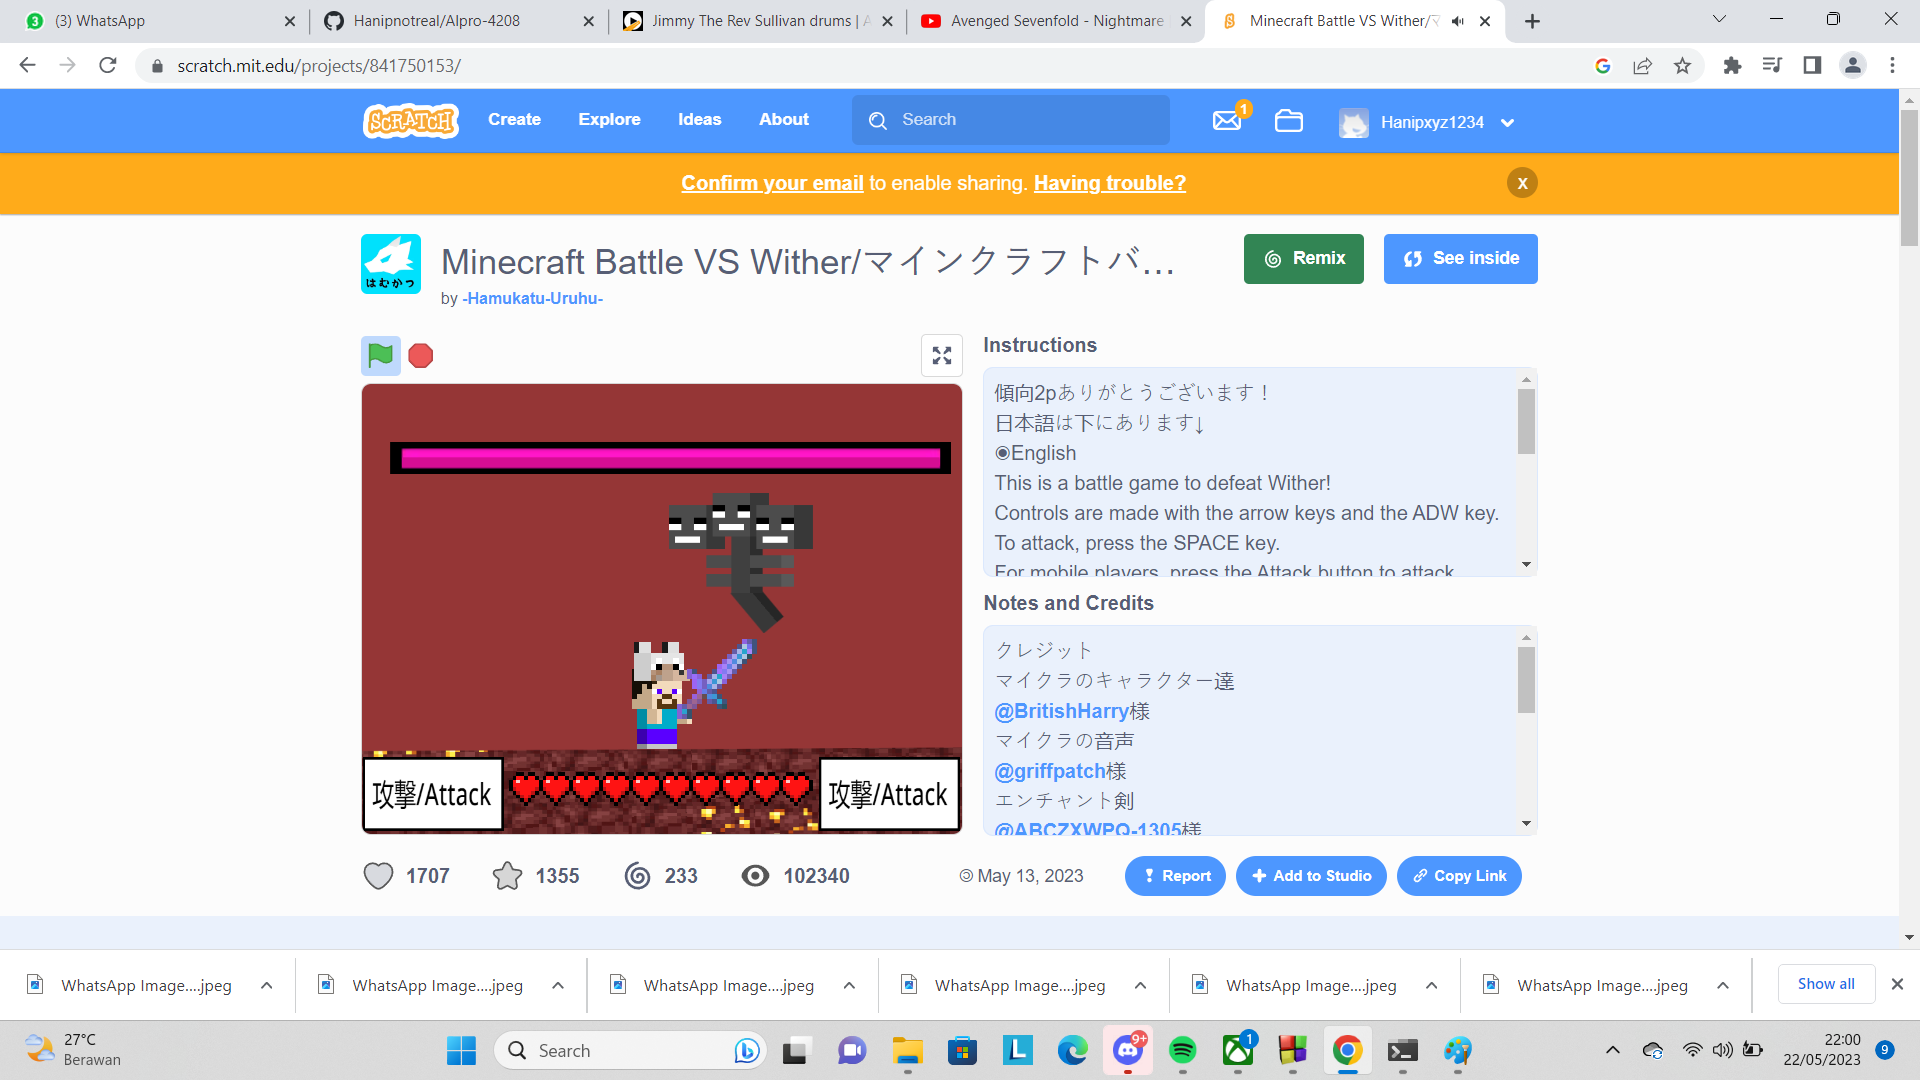 (3) WhatsApp
Hanipnotreal/Alpro-4208
Jimmy The Rev Sullivan drums | A
Avenged Sevenfold - Nightmare
Minecraft Battle VS Wither/マ
scratch.mit.edu/projects/841750153/
SCRATCH
Create
Explore
Ideas
About
Search
1
Hanipxyz1234
Confirm your email to enable sharing. Having trouble?
X
はむかつ
Minecraft Battle VS Wither/マインクラフトバ...
by -Hamukatu-Uruhu-
Remix
See inside
Instructions
傾向2pありがとうございます！
日本語は下にあります↓
◉English
This is a battle game to defeat Wither!
Controls are made with the arrow keys and the ADW key.
To attack, press the SPACE key.
For mobile players, press the Attack button to attack.
攻撃/Attack
攻撃/Attack
Notes and Credits
クレジット
マイクラのキャラクター達
@BritishHarry様
マイクラの音声
@griffpatch様
エンチャント剣
@ABCZXWPQ-1305様
1707
1355
233
102340
May 13, 2023
Report
Add to Studio
Copy Link
WhatsApp Image....jpeg
WhatsApp Image....jpeg
WhatsApp Image....jpeg
WhatsApp Image....jpeg
WhatsApp Image....jpeg
WhatsApp Image....jpeg
Show all
27°C
Berawan
Search
L
9+
1
22:00
22/05/2023
9